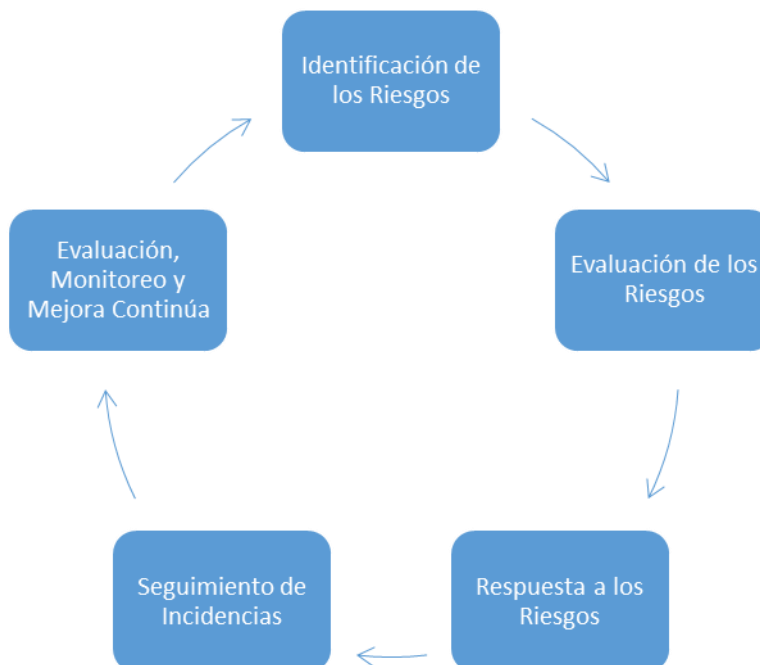 Identificación de
los Riesgos
Evaluación de los
Riesgos
Respuesta a los
Riesgos
Seguimiento de
Incidencias
Evaluación,
Monitoreo y
Mejora Continúa